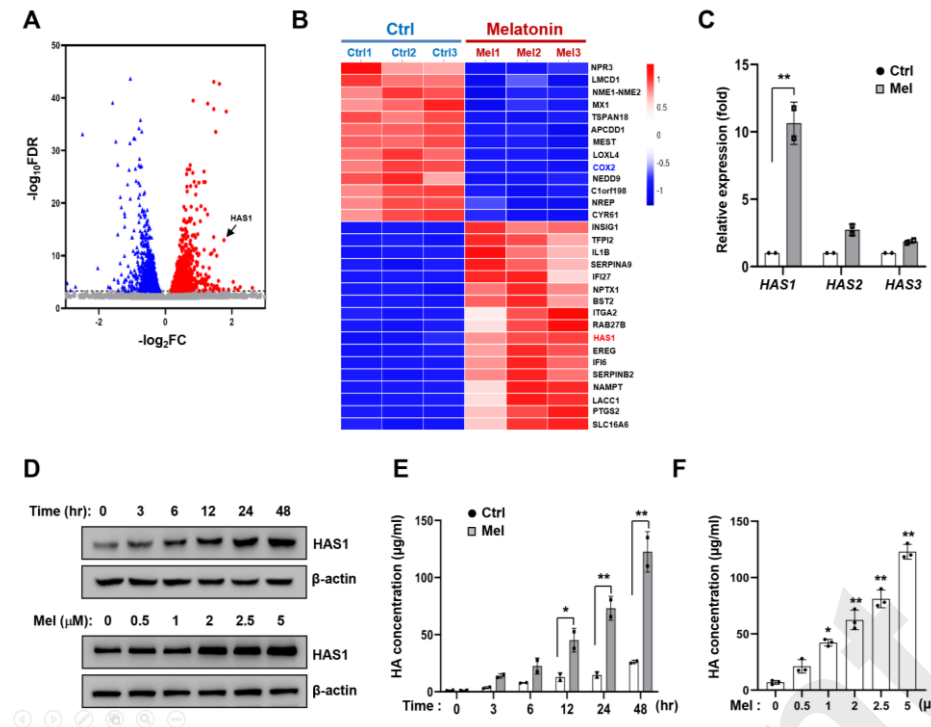 A
50
40
30
20
10
0
-log10FDR
HAS1
-2
0
2
-log2FC
B
Ctrl
Melatonin
Ctrl1 Ctrl2 Ctrl3 Mel1 Mel2 Mel3
NPR3
LMCD1
NME1-NME2
MX1
TSPAN18
APCDD1
MEST
LOXL4
COX2
NEDD9
C1orf198
NREP
CYR61
INSIG1
TFPI2
IL1B
SERPINA9
IFI27
NPTX1
BST2
ITGA2
RAB27B
HAS1
EREG
IFI6
SERPINB2
NAMPT
LACC1
PTGS2
SLC16A6
1
0.5
0
-0.5
-1
C
Relative expression (fold)
15
10
5
0
**
Ctrl
Mel
HAS1 HAS2 HAS3
D
Time (hr): 0 3 6 12 24 48
HAS1
β-actin
Mel (μM): 0 0.5 1 2 2.5 5
HAS1
β-actin
E
HA concentration (μg/ml)
150
100
50
0
Ctrl
Mel
*
**
**
Time : 0 3 6 12 24 48 (hr)
F
HA concentration (μg/ml)
150
100
50
0
*
**
**
**
Mel : 0 0.5 1 2 2.5 5 (μ